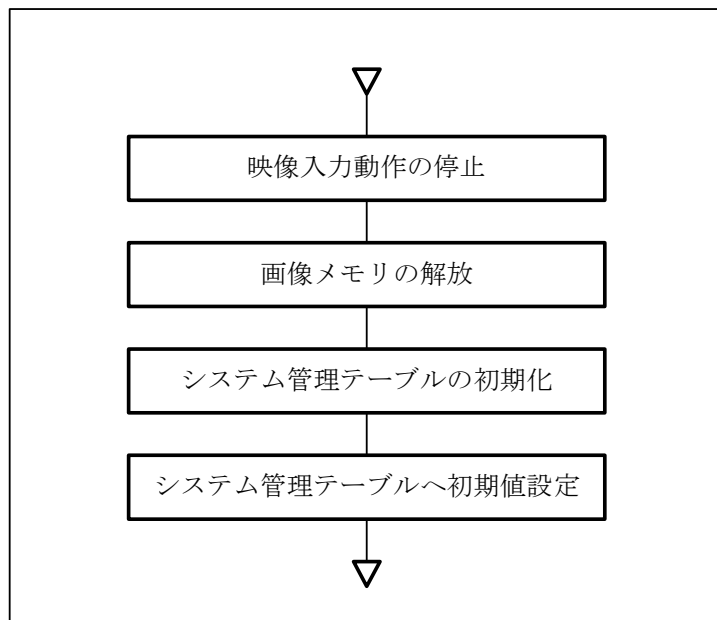 映像入力動作の停止
画像メモリの解放
システム管理テーブルの初期化
システム管理テーブルへ初期値設定